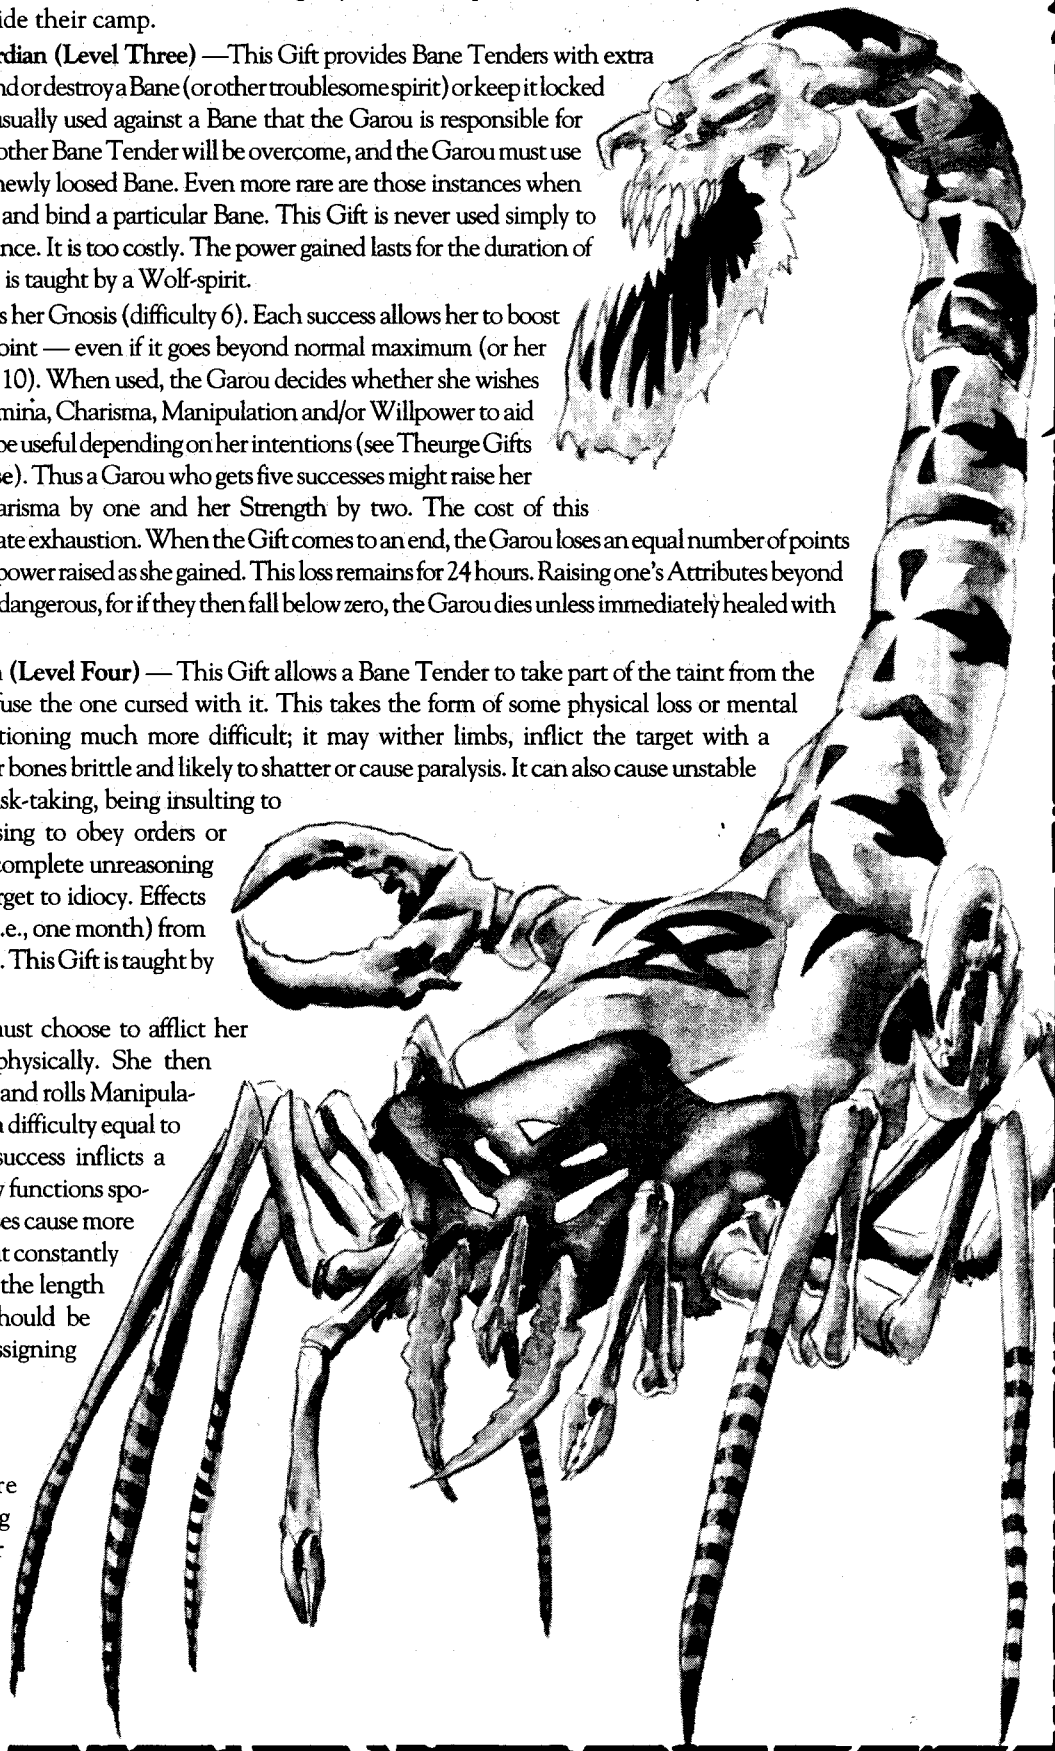 ide their camp.
rdian (Level Three) —This Gift provides Bane Tenders with extra
nd or destroy a Bane (or other troublesome spirit) or keep it locked
usually used against a Bane that the Garou is responsible for
other Bane Tender will be overcome, and the Garou must use
newly loosed Bane. Even more rare are those instances when
and bind a particular Bane. This Gift is never used simply to
nce. It is too costly. The power gained lasts for the duration of
is taught by a Wolf-spirit.
s her Gnosis (difficulty 6). Each success allows her to boost
oint — even if it goes beyond normal maximum (or her
10). When used, the Garou decides whether she wishes
mina, Charisma, Manipulation and/or Willpower to aid
be useful depending on her intentions (see Theurge Gifts
se). Thus a Garou who gets five successes might raise her
arisma by one and her Strength by two. The cost of this
ate exhaustion. When the Gift comes to an end, the Garou loses an equal number of points
power raised as she gained. This loss remains for 24 hours. Raising one's Attributes beyond
dangerous, for if they then fall below zero, the Garou dies unless immediately healed with
(Level Four) — This Gift allows a Bane Tender to take part of the taint from the
fuse the one cursed with it. This takes the form of some physical loss or mental
tioning much more difficult; it may wither limbs, inflict the target with a
r bones brittle and likely to shatter or cause paralysis. It can also cause unstable
sk-taking, being insulting to
sing to obey orders or
complete unreasoning
rget to idiocy. Effects
.e., one month) from
. This Gift is taught by
must choose to afflict her
physically. She then
and rolls Manipula-
a difficulty equal to
success inflicts a
y functions spo-
ses cause more
at constantly
the length
hould be
ssigning
re
g
r